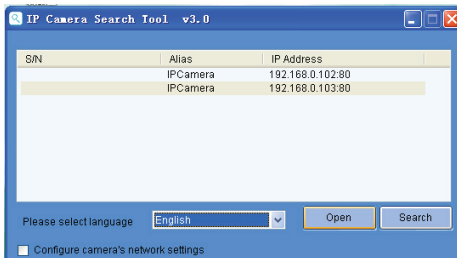 IP Camera Search Tool v3.0
S/N Alias IP Address
IPCamera 192.168.0.102:80
IPCamera 192.168.0.103:80
Please select language English Open Search
Configure camera's network settings